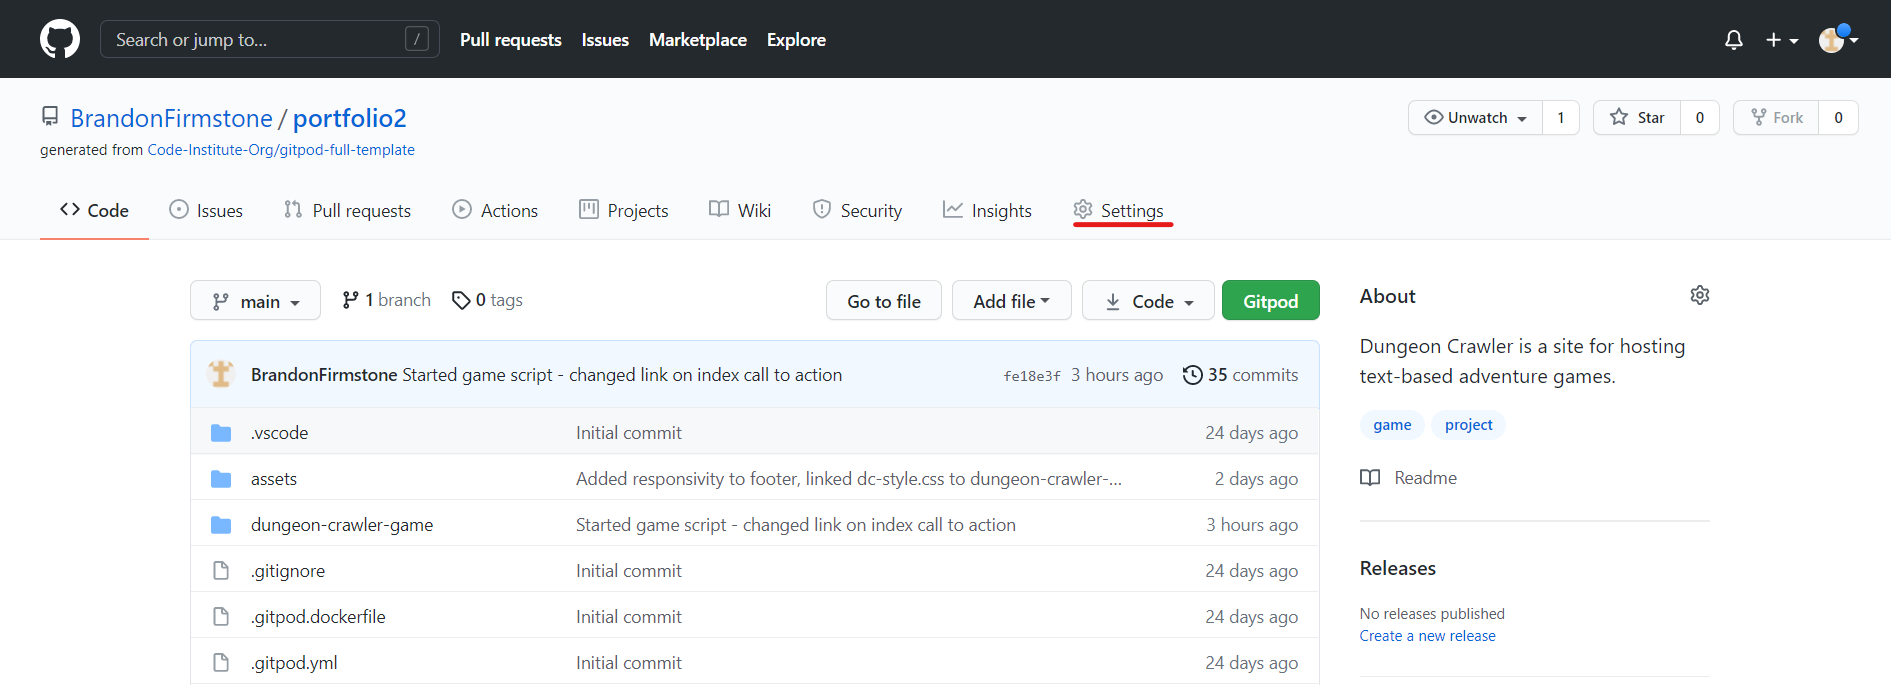 Search or jump to... /
Pull requests Issues Marketplace Explore
BrandonFirmstone / portfolio2
generated from Code-Institute-Org/gitpod-full-template
Unwatch 1 Star 0 Fork 0
Code Issues Pull requests Actions Projects Wiki Security Insights Settings
main 1 branch 0 tags Go to file Add file Code Gitpod
BrandonFirmstone Started game script - changed link on index call to action fe18e3f 3 hours ago 35 commits
.vscode Initial commit 24 days ago
assets Added responsivity to footer, linked dc-style.css to dungeon-crawler-... 2 days ago
dungeon-crawler-game Started game script - changed link on index call to action 3 hours ago
.gitignore Initial commit 24 days ago
.gitpod.dockerfile Initial commit 24 days ago
.gitpod.yml Initial commit 24 days ago
About
Dungeon Crawler is a site for hosting
text-based adventure games.
game project
Readme
Releases
No releases published
Create a new release